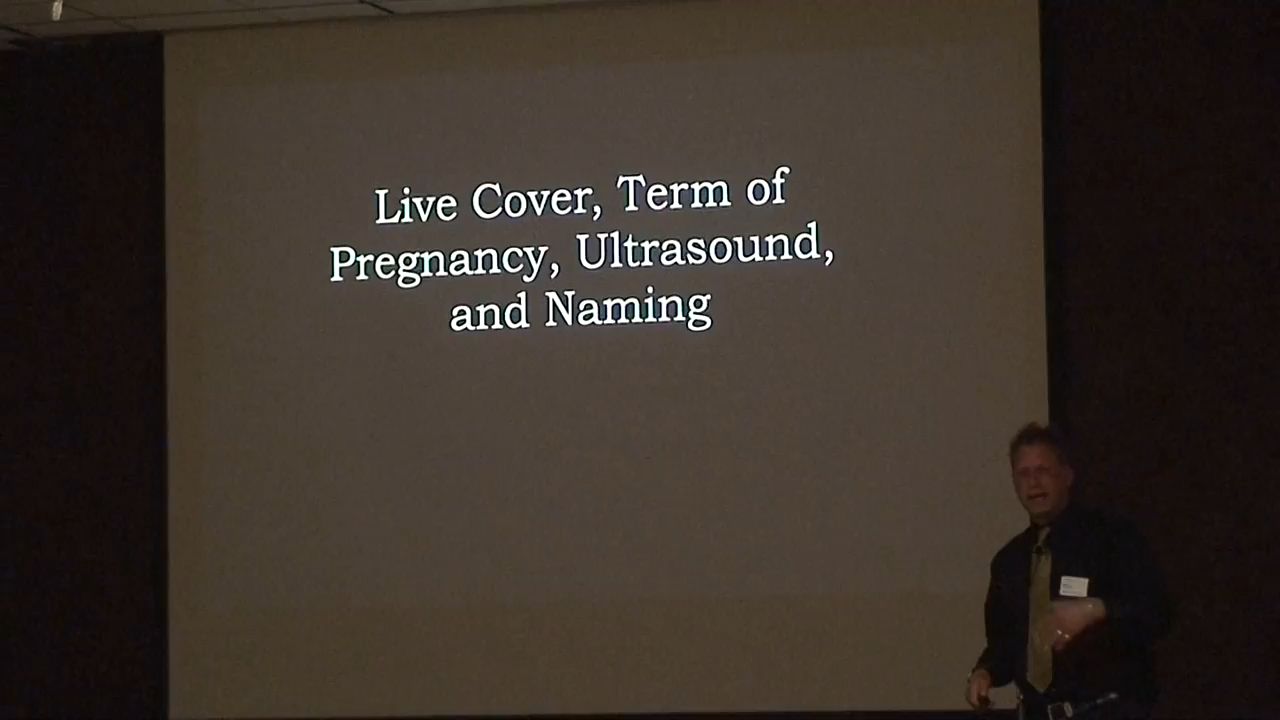 Live Cover, Term of
Pregnancy, Ultrasound,
and Naming